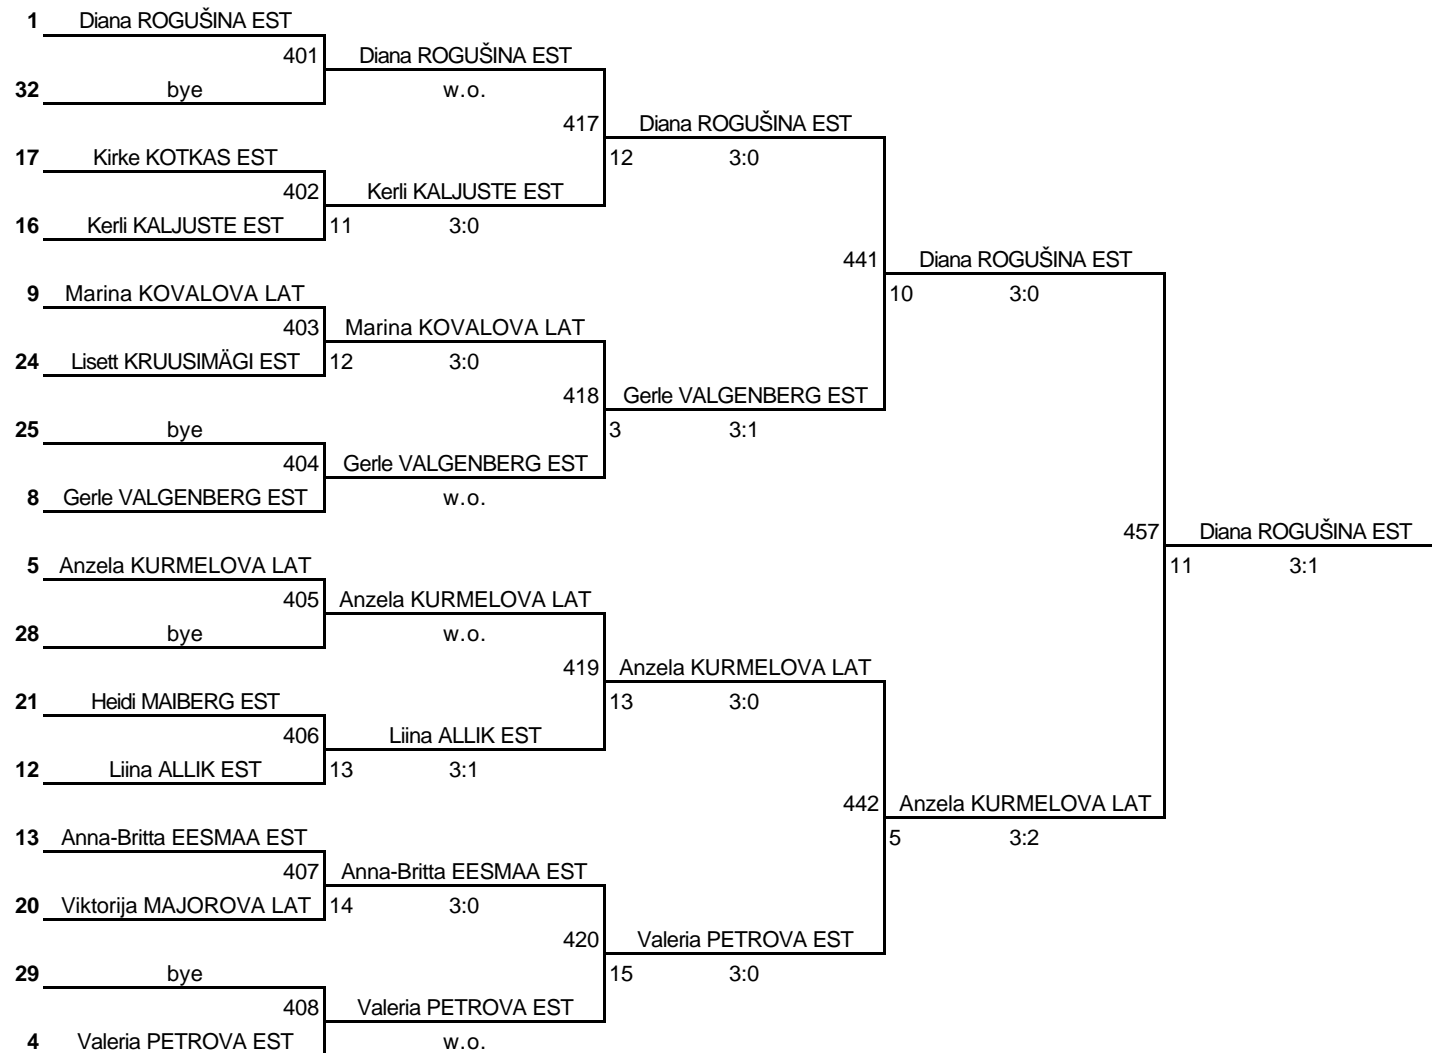 1 Diana ROGUŠINA EST
401 Diana ROGUŠINA EST
32 bye w.o.
417 Diana ROGUŠINA EST
17 Kirke KOTKAS EST 12 3:0
402 Kerli KALJUSTE EST
16 Kerli KALJUSTE EST 11 3:0
441 Diana ROGUŠINA EST
9 Marina KOVALOVA LAT 10 3:0
403 Marina KOVALOVA LAT
24 Lisett KRUUSIMÄGI EST 12 3:0
418 Gerle VALGENBERG EST
25 bye 3 3:1
404 Gerle VALGENBERG EST
8 Gerle VALGENBERG EST w.o.
457 Diana ROGUŠINA EST
5 Anzela KURMELOVA LAT 11 3:1
405 Anzela KURMELOVA LAT
28 bye w.o.
419 Anzela KURMELOVA LAT
21 Heidi MAIBERG EST 13 3:0
406 Liina ALLIK EST
12 Liina ALLIK EST 13 3:1
442 Anzela KURMELOVA LAT
13 Anna-Britta EESMAA EST 5 3:2
407 Anna-Britta EESMAA EST
20 Viktorija MAJOROVA LAT 14 3:0
420 Valeria PETROVA EST
29 bye 15 3:0
408 Valeria PETROVA EST
4 Valeria PETROVA EST w.o.